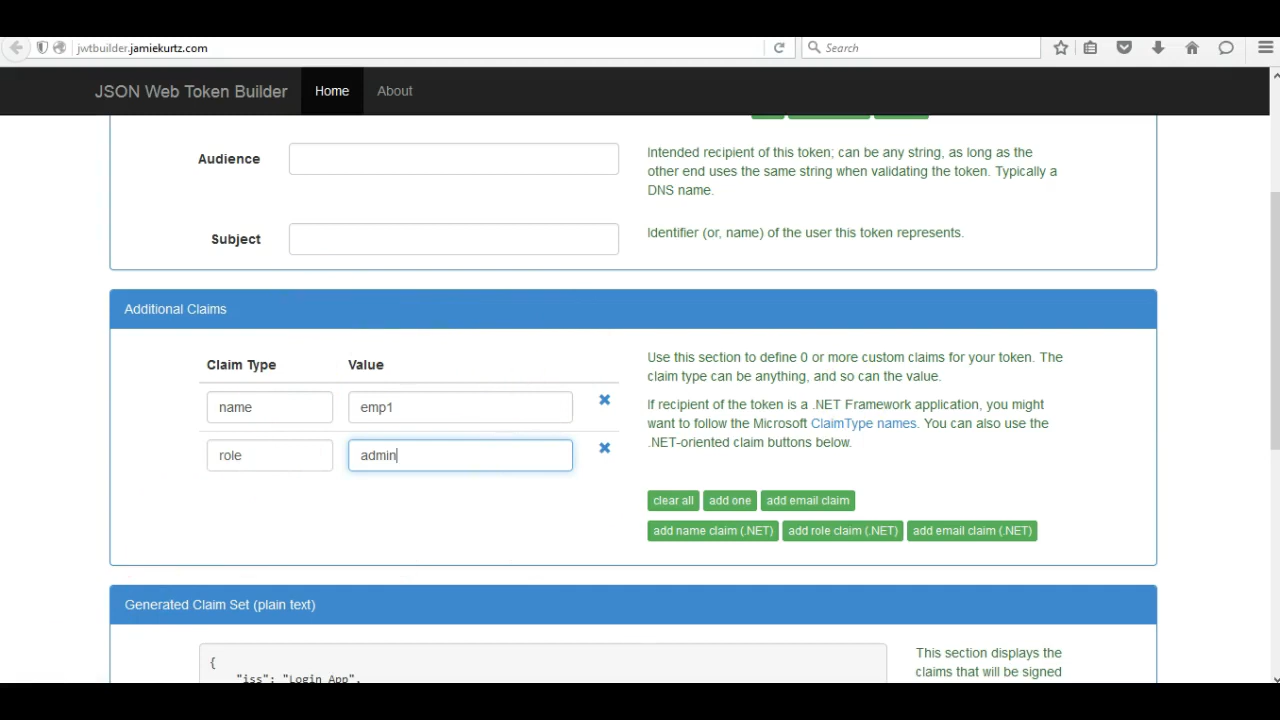 jwtbuilder.jamiekurtz.com
Search
JSON Web Token Builder
Home
About
Audience
Intended recipient of this token; can be any string, as long as the
other end uses the same string when validating the token. Typically a
DNS name.
Subject
Identifier (or, name) of the user this token represents.
Additional Claims
Claim Type
Value
name
emp1
role
admin
Use this section to define 0 or more custom claims for your token. The
claim type can be anything, and so can the value.
If recipient of the token is a .NET Framework application, you might
want to follow the Microsoft ClaimType names. You can also use the
.NET-oriented claim buttons below.
clear all
add one
add email claim
add name claim (.NET)
add role claim (.NET)
add email claim (.NET)
Generated Claim Set (plain text)
{
"iss": "Login App",
This section displays the
claims that will be signed